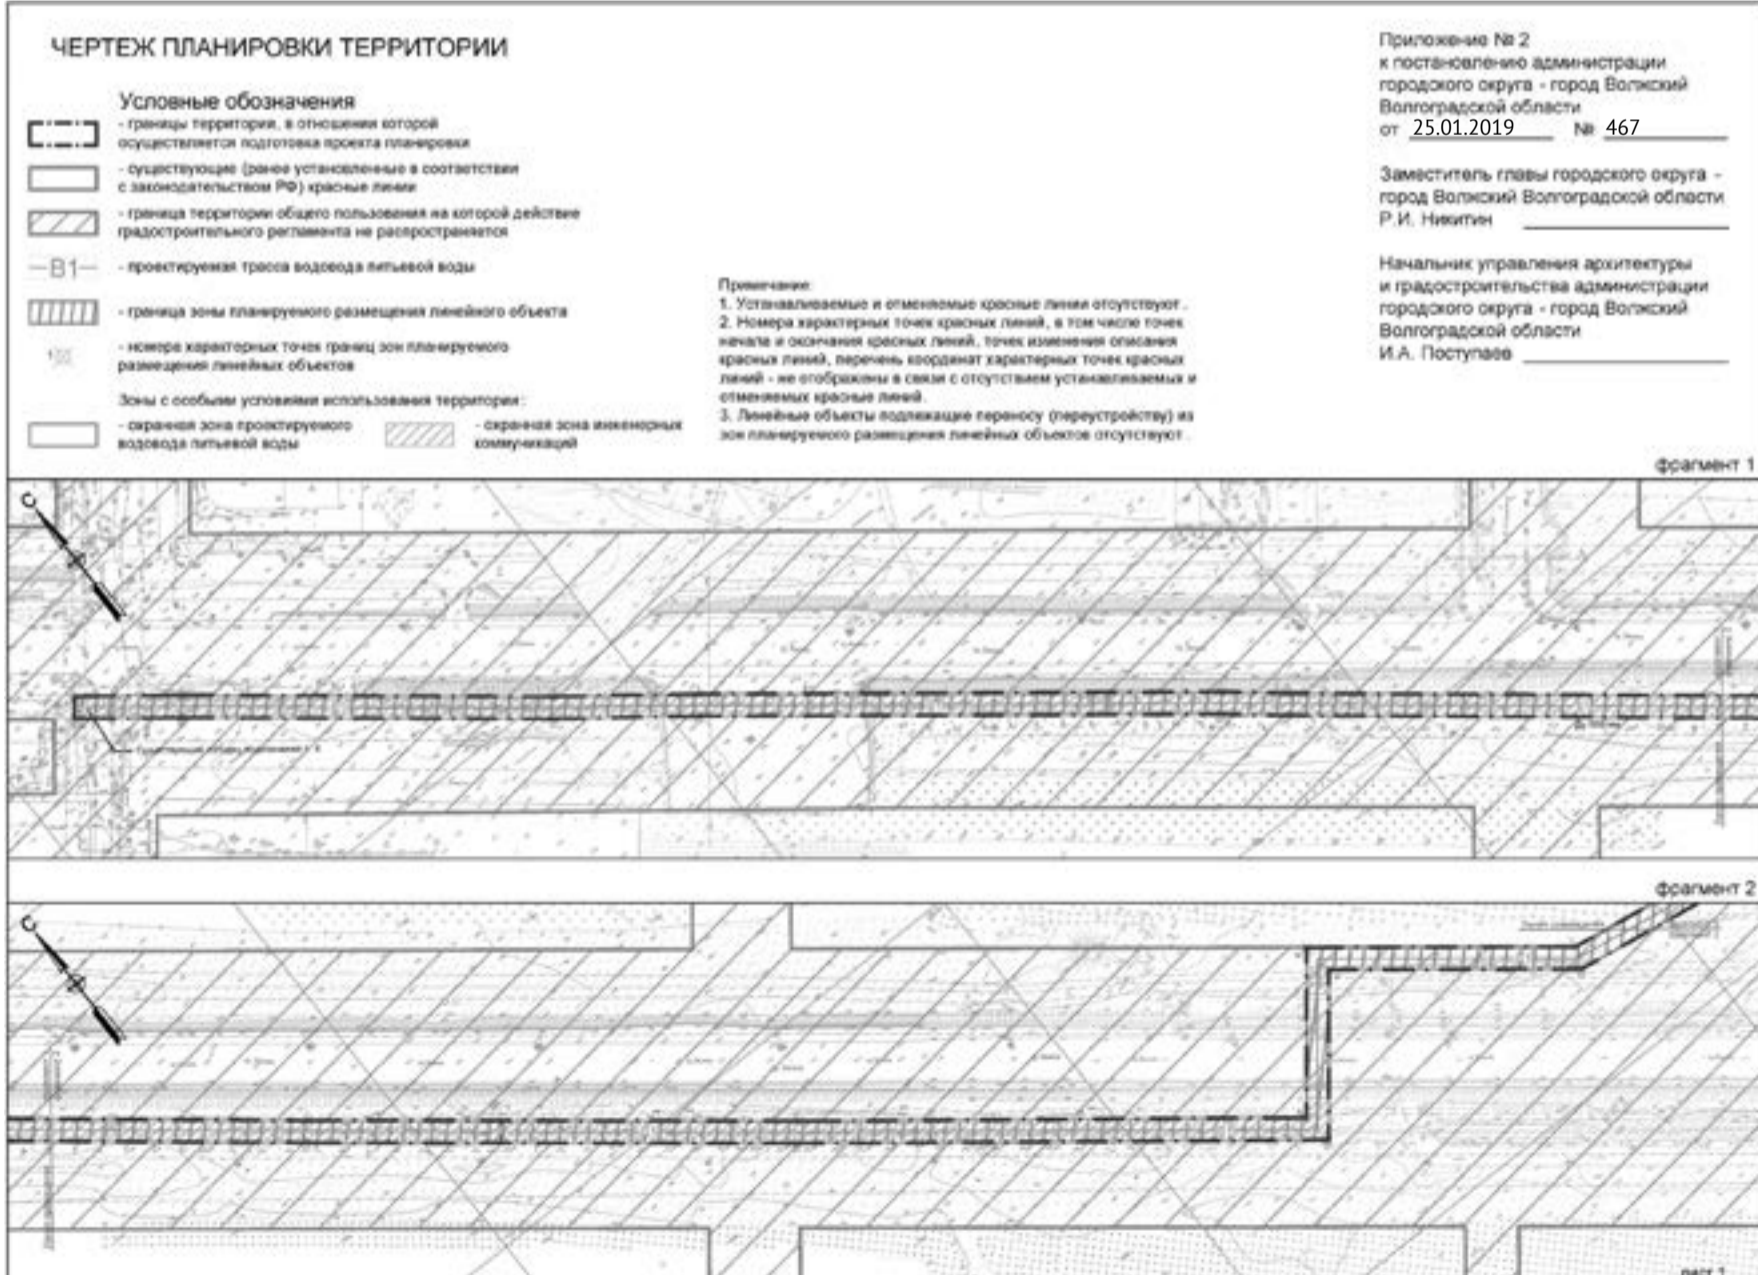 ЧЕРТЕЖ ПЛАНИРОВКИ ТЕРРИТОРИИ
Условные обозначения
- границы территории, в отношении которой
осуществляется подготовка проекта планировки
- существующие (ранее установленные в соответствии
с законодательством РФ) красные линии
- граница территории общего пользования на которой действие
градостроительного регламента не распространяется
В1
- проектируемая трасса водовода питьевой воды
- граница зоны планируемого размещения линейного объекта
- номера характерных точек границ зон планируемого
размещения линейных объектов
Зоны с особыми условиями использования территории:
- охранная зона проектируемого
водовода питьевой воды
- охранная зона инженерных
коммуникаций
Примечание:
1. Устанавливаемые и отменяемые красные линии отсутствуют.
2. Номера характерных точек красных линий, в том числе точек
начала и окончания красных линий, точек изменения описания
красных линий, перечень координат характерных точек красных
линий - не отображены в связи с отсутствием устанавливаемых и
отменяемых красные линий.
3. Линейные объекты подлежащие переносу (переустройству) из
зон планируемого размещения линейных объектов отсутствуют.
Приложение № 2
к постановлению администрации
городского округа - город Волжский
Волгоградской области
от 25.01.2019 № 467
Заместитель главы городского округа -
город Волжский Волгоградской области
Р.И. Никитин
Начальник управления архитектуры
и градостроительства администрации
городского округа - город Волжский
Волгоградской области
И.А. Поступаев
фрагмент 1
С
фрагмент 2
С
лист 1